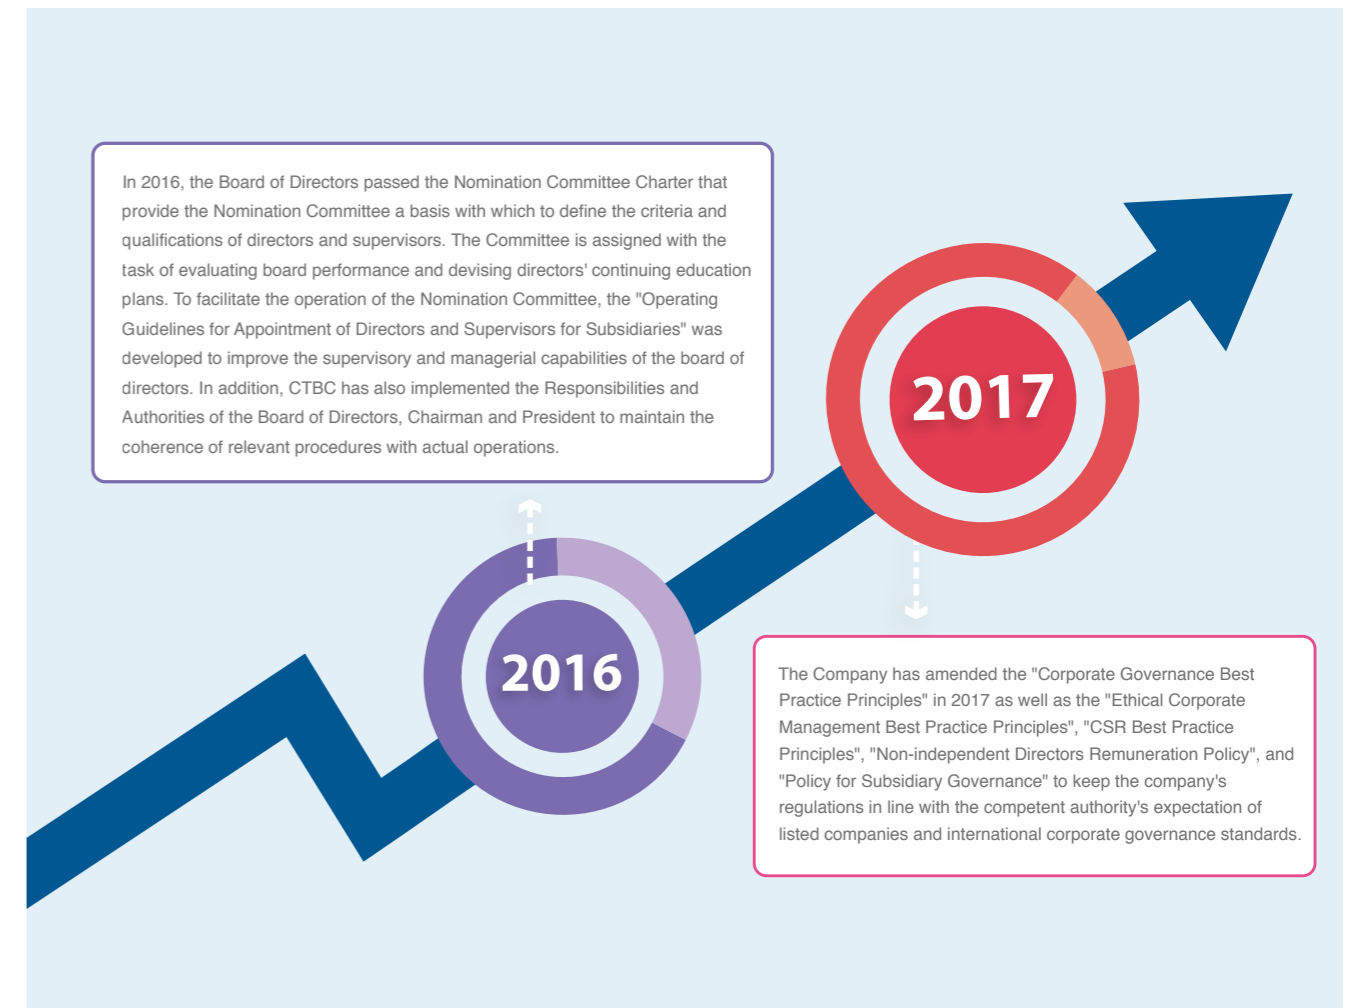 In 2016, the Board of Directors passed the Nomination Committee Charter that
provide the Nomination Committee a basis with which to define the criteria and
qualifications of directors and supervisors. The Committee is assigned with the
task of evaluating board performance and devising directors' continuing education
plans. To facilitate the operation of the Nomination Committee, the "Operating
Guidelines for Appointment of Directors and Supervisors for Subsidiaries" was
developed to improve the supervisory and managerial capabilities of the board of
directors. In addition, CTBC has also implemented the Responsibilities and
Authorities of the Board of Directors, Chairman and President to maintain the
coherence of relevant procedures with actual operations.
2016
2017
The Company has amended the "Corporate Governance Best
Practice Principles" in 2017 as well as the "Ethical Corporate
Management Best Practice Principles", "CSR Best Practice
Principles", "Non-independent Directors Remuneration Policy", and
"Policy for Subsidiary Governance" to keep the company's
regulations in line with the competent authority's expectation of
listed companies and international corporate governance standards.